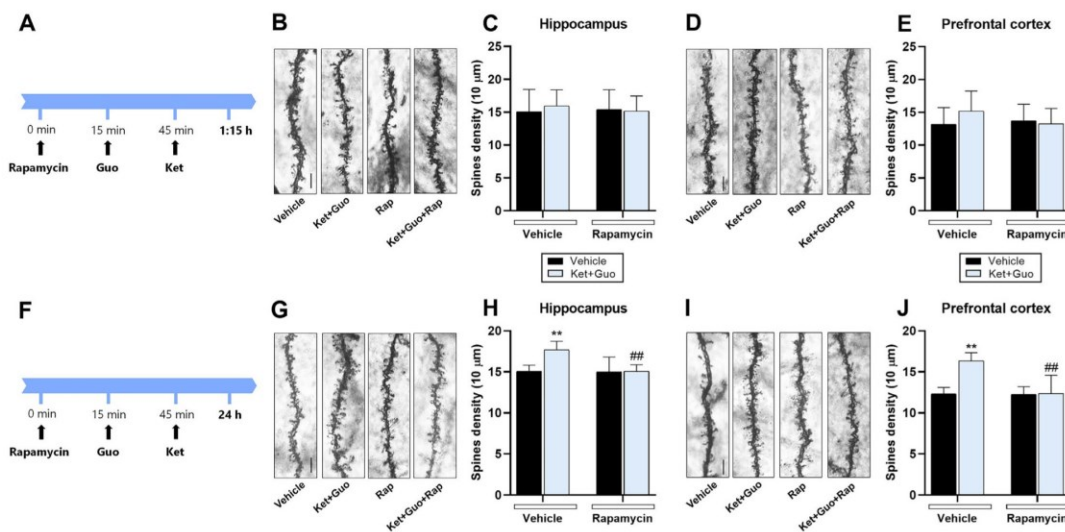 A
0 min 15 min 45 min 1:15 h
Rapamycin Guo Ket
B
Vehicle Ket+Guo Rap Ket+Guo+Rap
C
Hippocampus
Spines density (10 µm)
25
20
15
10
5
0
Vehicle Rapamycin
Vehicle
Ket+Guo
D
Vehicle Ket+Guo Rap Ket+Guo+Rap
E
Prefrontal cortex
Spines density (10 µm)
25
20
15
10
5
0
Vehicle Rapamycin
Vehicle
Ket+Guo
F
0 min 15 min 45 min 24 h
Rapamycin Guo Ket
G
Vehicle Ket+Guo Rap Ket+Guo+Rap
H
Hippocampus
Spines density (10 µm)
20
15
10
5
0
**
##
Vehicle Rapamycin
I
Vehicle Ket+Guo Rap Ket+Guo+Rap
J
Prefrontal cortex
Spines density (10 µm)
20
15
10
5
0
**
##
Vehicle Rapamycin